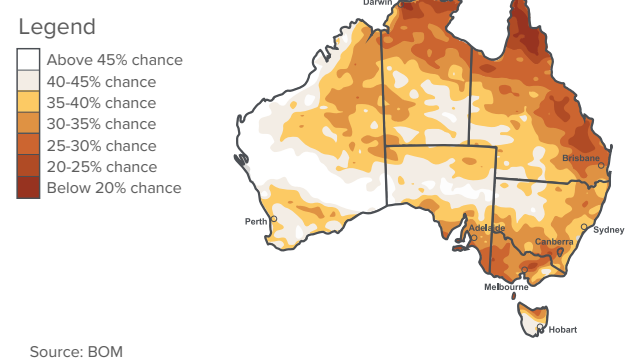 Darwin
Legend
Above 45% chance
40-45% chance
35-40% chance
30-35% chance
25-30% chance
20-25% chance
Below 20% chance
Brisbane
Perth
Adelaide
Sydney
Canberra
Melbourne
Hobart
Source: BOM